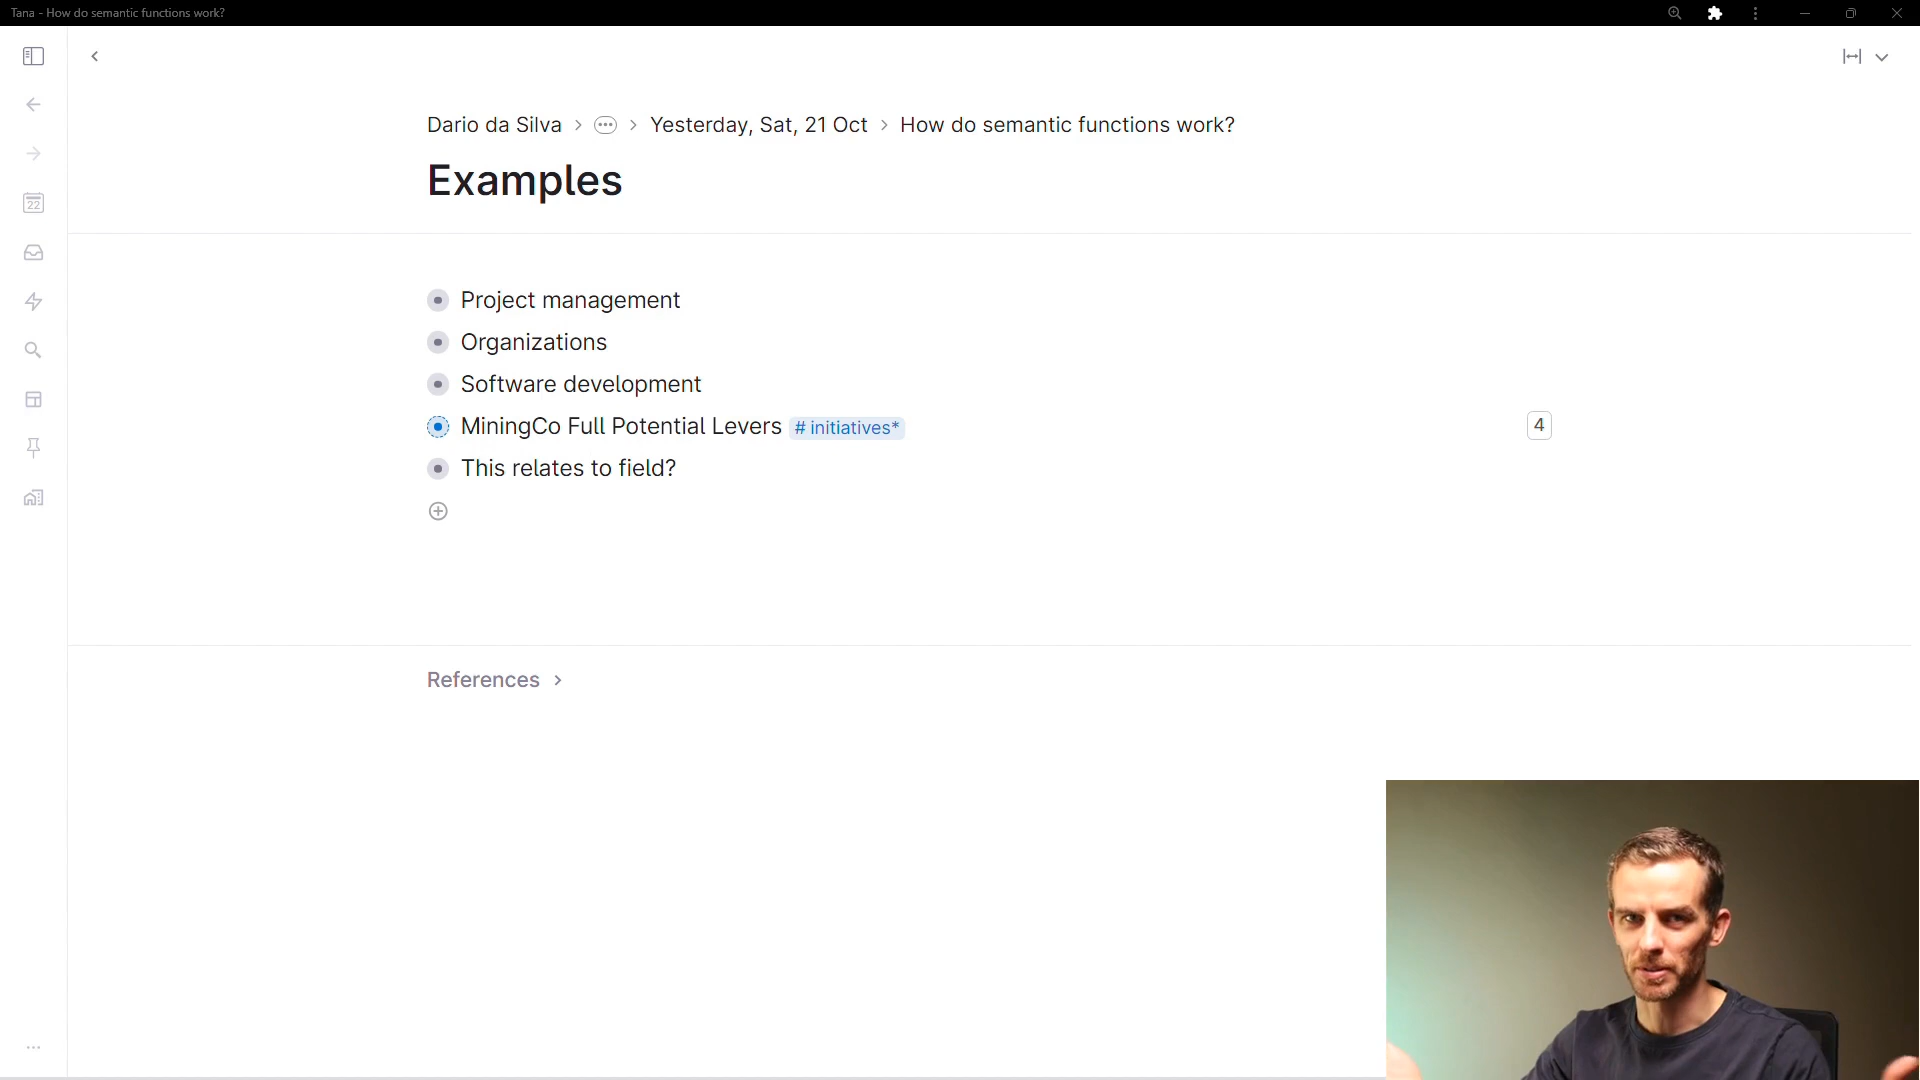 Tana - How do semantic functions work?
22
Dario da Silva > ··· > Yesterday, Sat, 21 Oct > How do semantic functions work?
Examples
Project management
Organizations
Software development
MiningCo Full Potential Levers # initiatives* 4
This relates to field?
References >